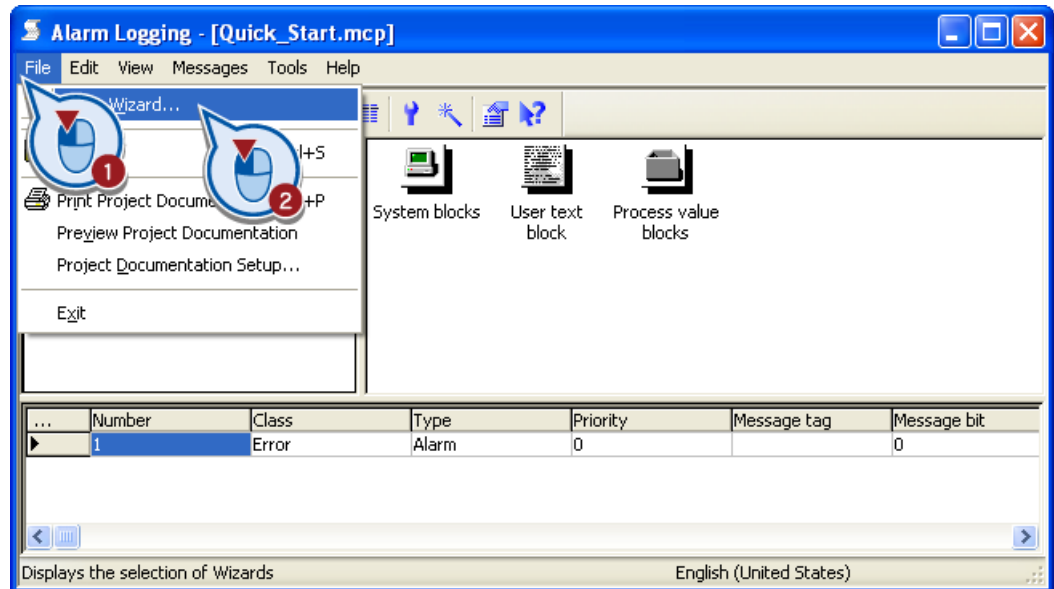 Alarm Logging - [Quick_Start.mcp]
File Edit View Messages Tools Help
Wizard...
1
2
Print Project
Preview Project Documentation
Project Documentation Setup...
Exit
System blocks
User text
block
Process value
blocks
... Number Class Type Priority Message tag Message bit
1 Error Alarm 0 0
Displays the selection of Wizards English (United States)